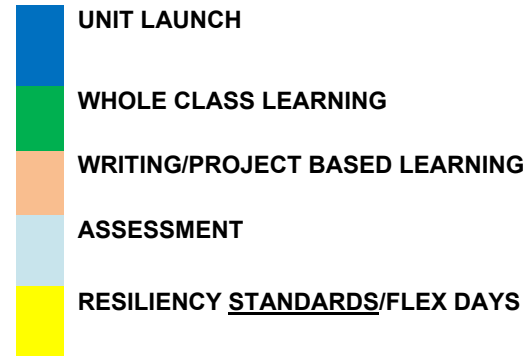 UNIT LAUNCH
WHOLE CLASS LEARNING
WRITING/PROJECT BASED LEARNING
ASSESSMENT
RESILIENCY STANDARDS/FLEX DAYS